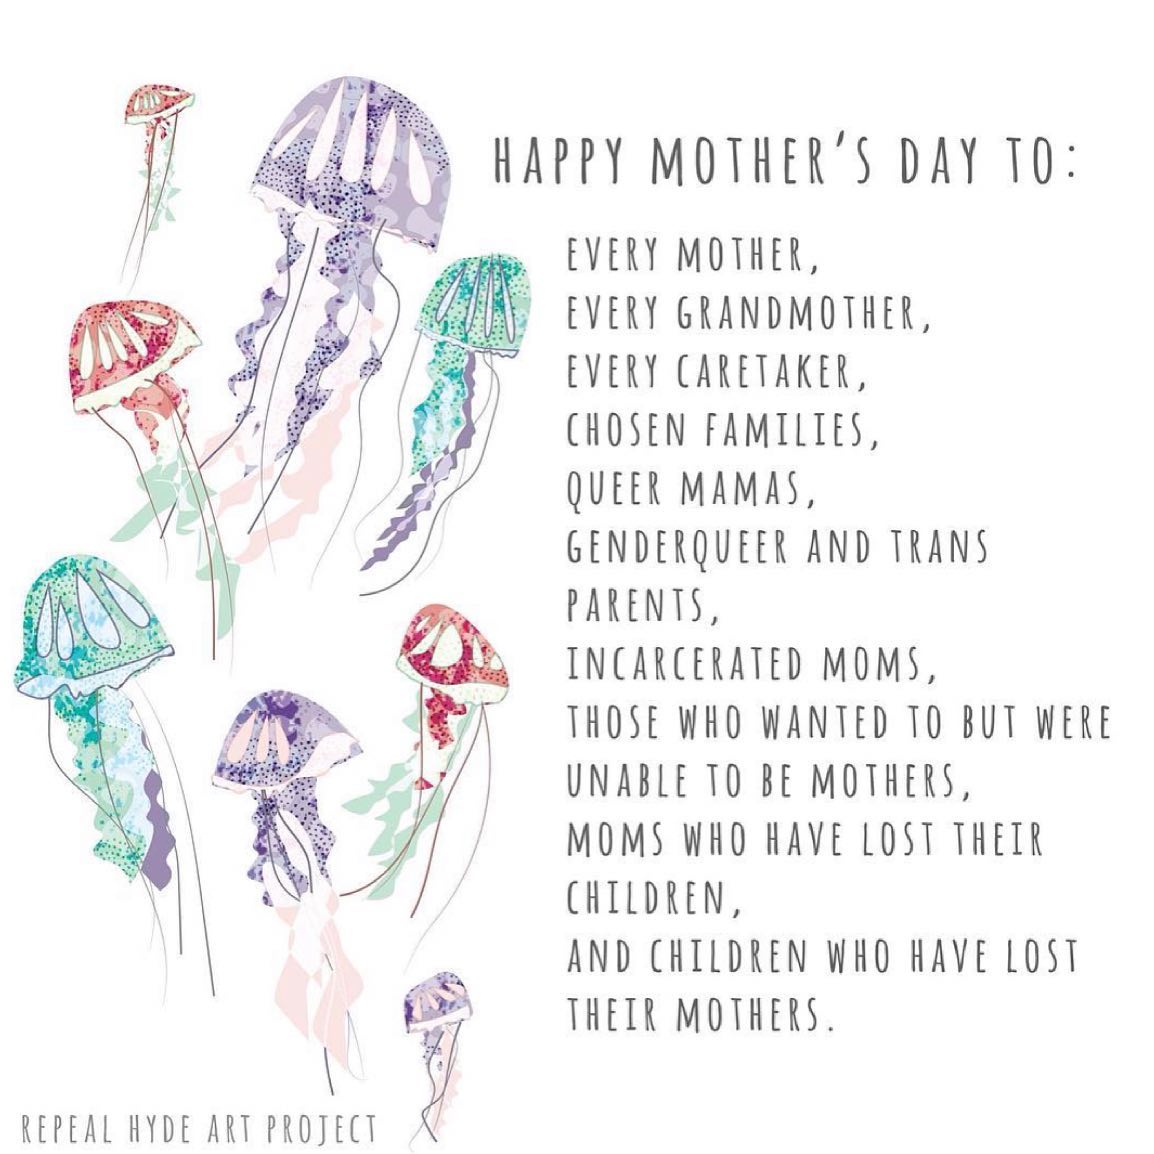 HAPPY MOTHER'S DAY TO:
EVERY MOTHER,
EVERY GRANDMOTHER,
EVERY CARETAKER,
CHOSEN FAMILIES,
QUEER MAMAS,
GENDERQUEER AND TRANS
PARENTS,
INCARCERATED MOMS,
THOSE WHO WANTED TO BUT WERE
UNABLE TO BE MOTHERS,
MOMS WHO HAVE LOST THEIR
CHILDREN,
AND CHILDREN WHO HAVE LOST
THEIR MOTHERS.
REPEAL HYDE ART PROJECT